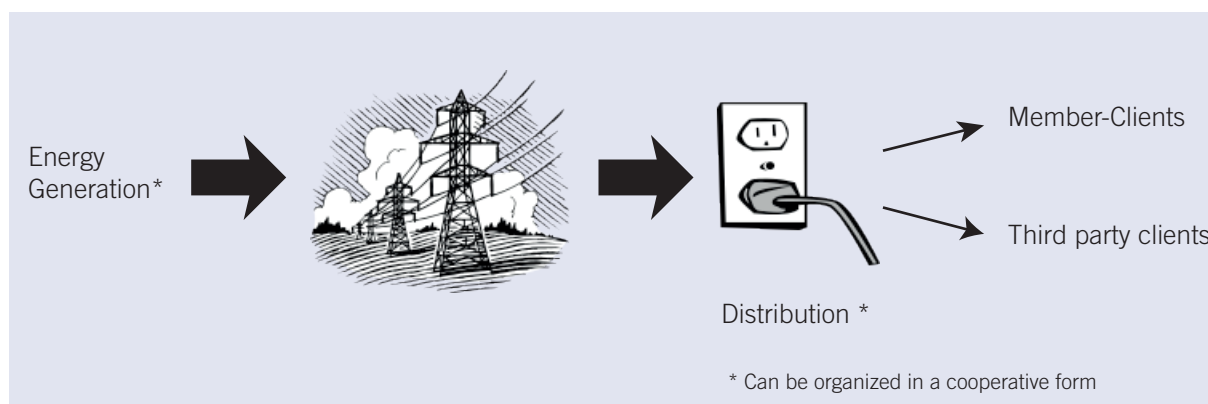 Energy
Generation*
Member-Clients
Third party clients
Distribution *
* Can be organized in a cooperative form